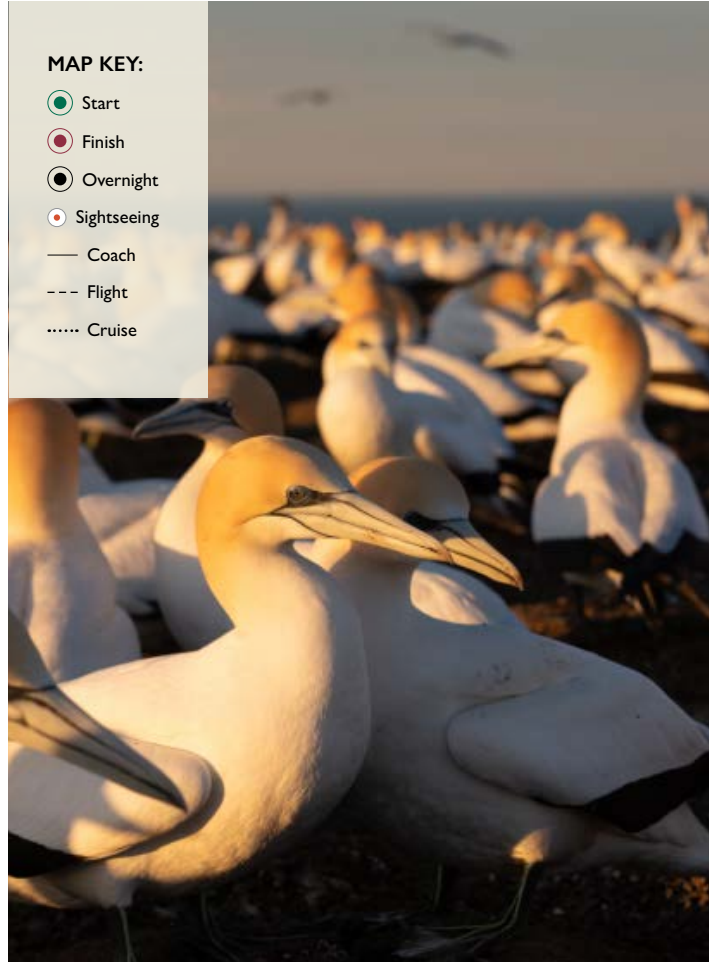 MAP KEY:
Start
Finish
Overnight
Sightseeing
Coach
Flight
Cruise